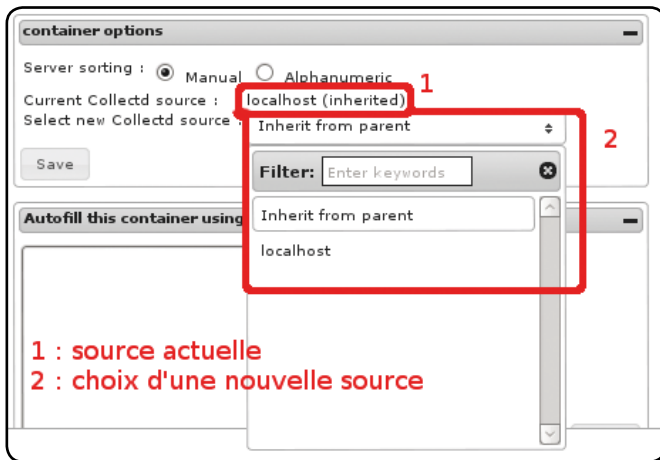 container options
Server sorting : Manual Alphanumeric
Current Collectd source : localhost (inherited)
1
Select new Collectd source : Inherit from parent
2
Save
Filter: Enter keywords
Autofill this container using
Inherit from parent
localhost
1 : source actuelle
2 : choix d'une nouvelle source